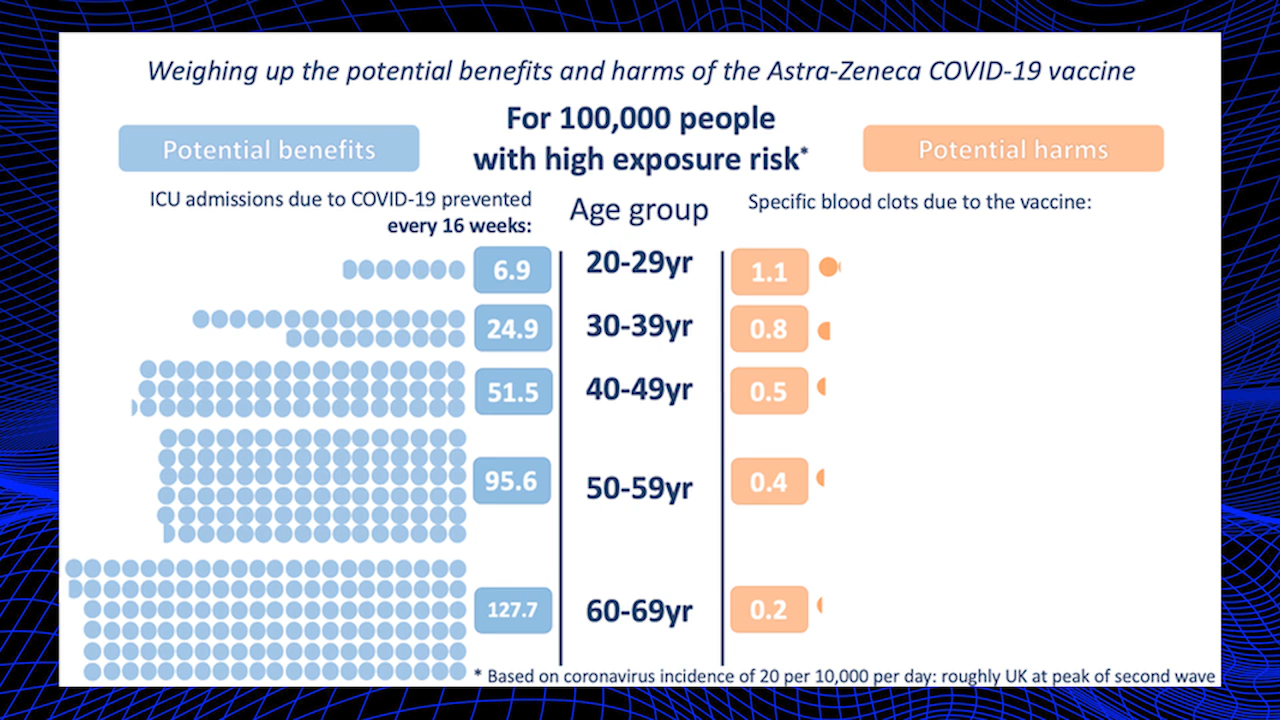 Weighing up the potential benefits and harms of the Astra-Zeneca COVID-19 vaccine
For 100,000 people
with high exposure risk*
Potential benefits
Potential harms
ICU admissions due to COVID-19 prevented
every 16 weeks:
Age group
Specific blood clots due to the vaccine:
6.9
20-29yr
1.1
24.9
30-39yr
0.8
51.5
40-49yr
0.5
95.6
50-59yr
0.4
127.7
60-69yr
0.2
* Based on coronavirus incidence of 20 per 10,000 per day: roughly UK at peak of second wave